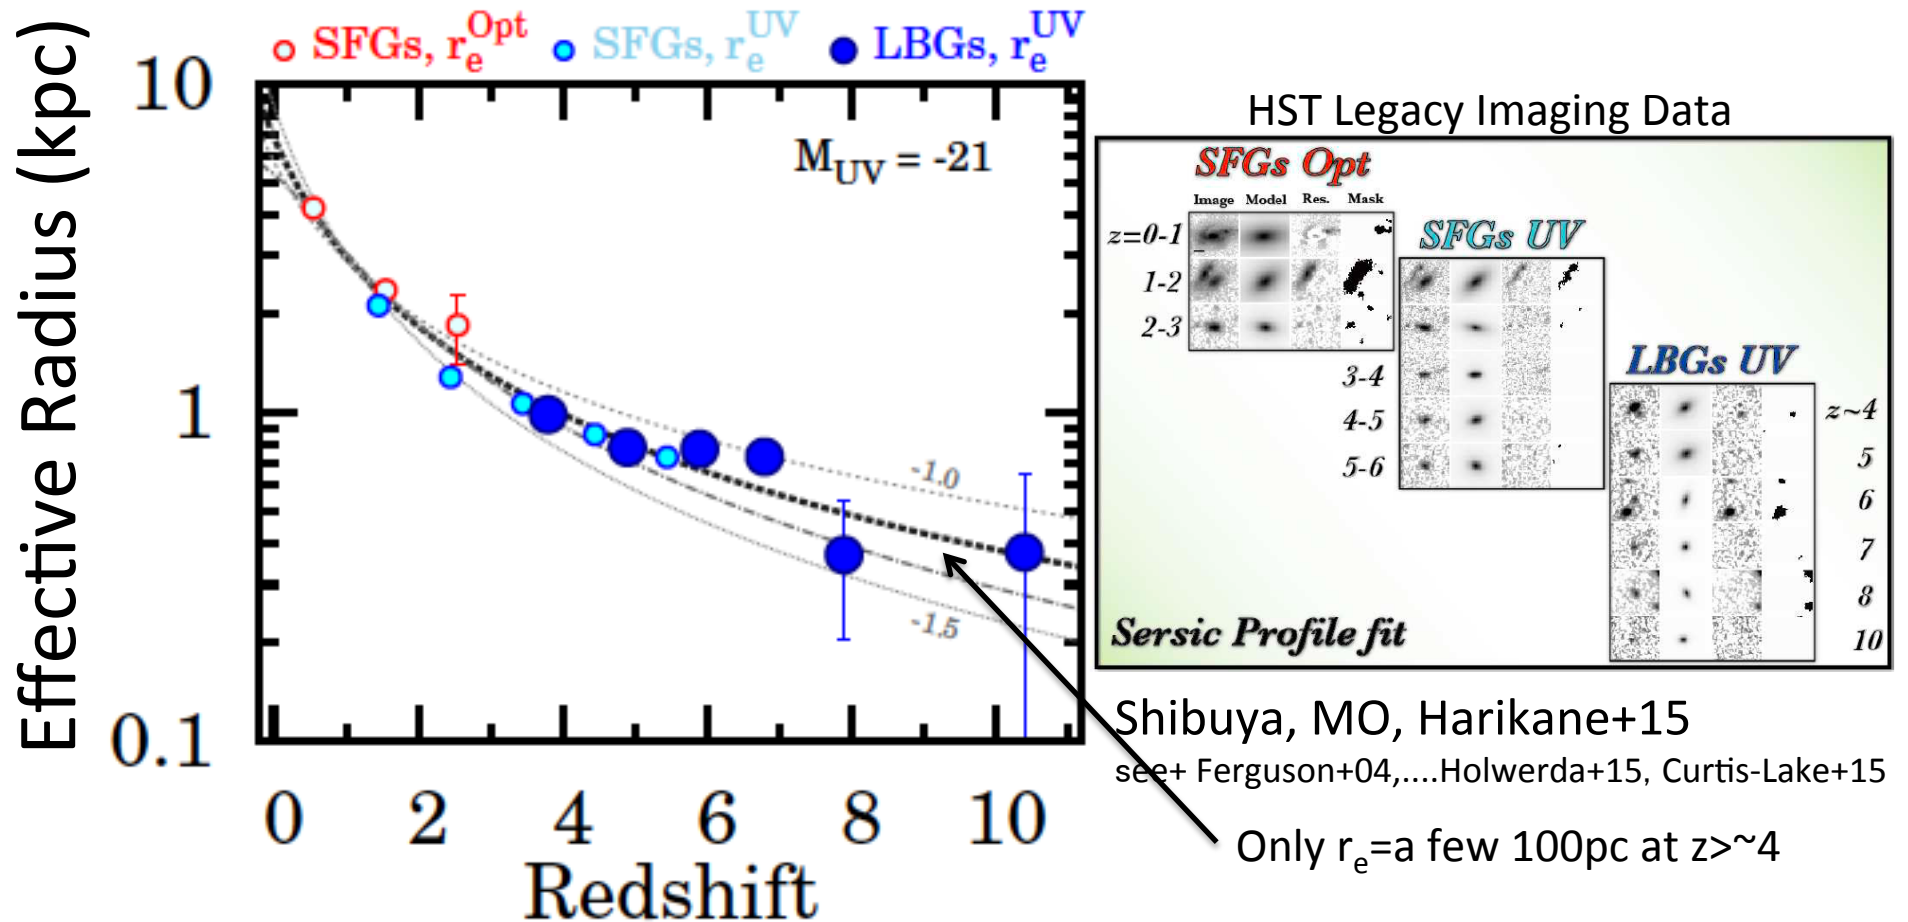 SFGs, r_e^Opt SFGs, r_e^UV LBGs, r_e^UV
Effective Radius (kpc)
10
1
0.1
M_UV = -21
-1.0
-1.5
0 2 4 6 8 10
Redshift
HST Legacy Imaging Data
SFGs Opt
Image Model Res. Mask
z=0-1
1-2
2-3
SFGs UV
3-4
4-5
5-6
LBGs UV
z~4
5
6
7
8
10
Sersic Profile fit
Shibuya, MO, Harikane+15
see+ Ferguson+04,....Holwerda+15, Curtis-Lake+15
Only r_e=a few 100pc at z>~4